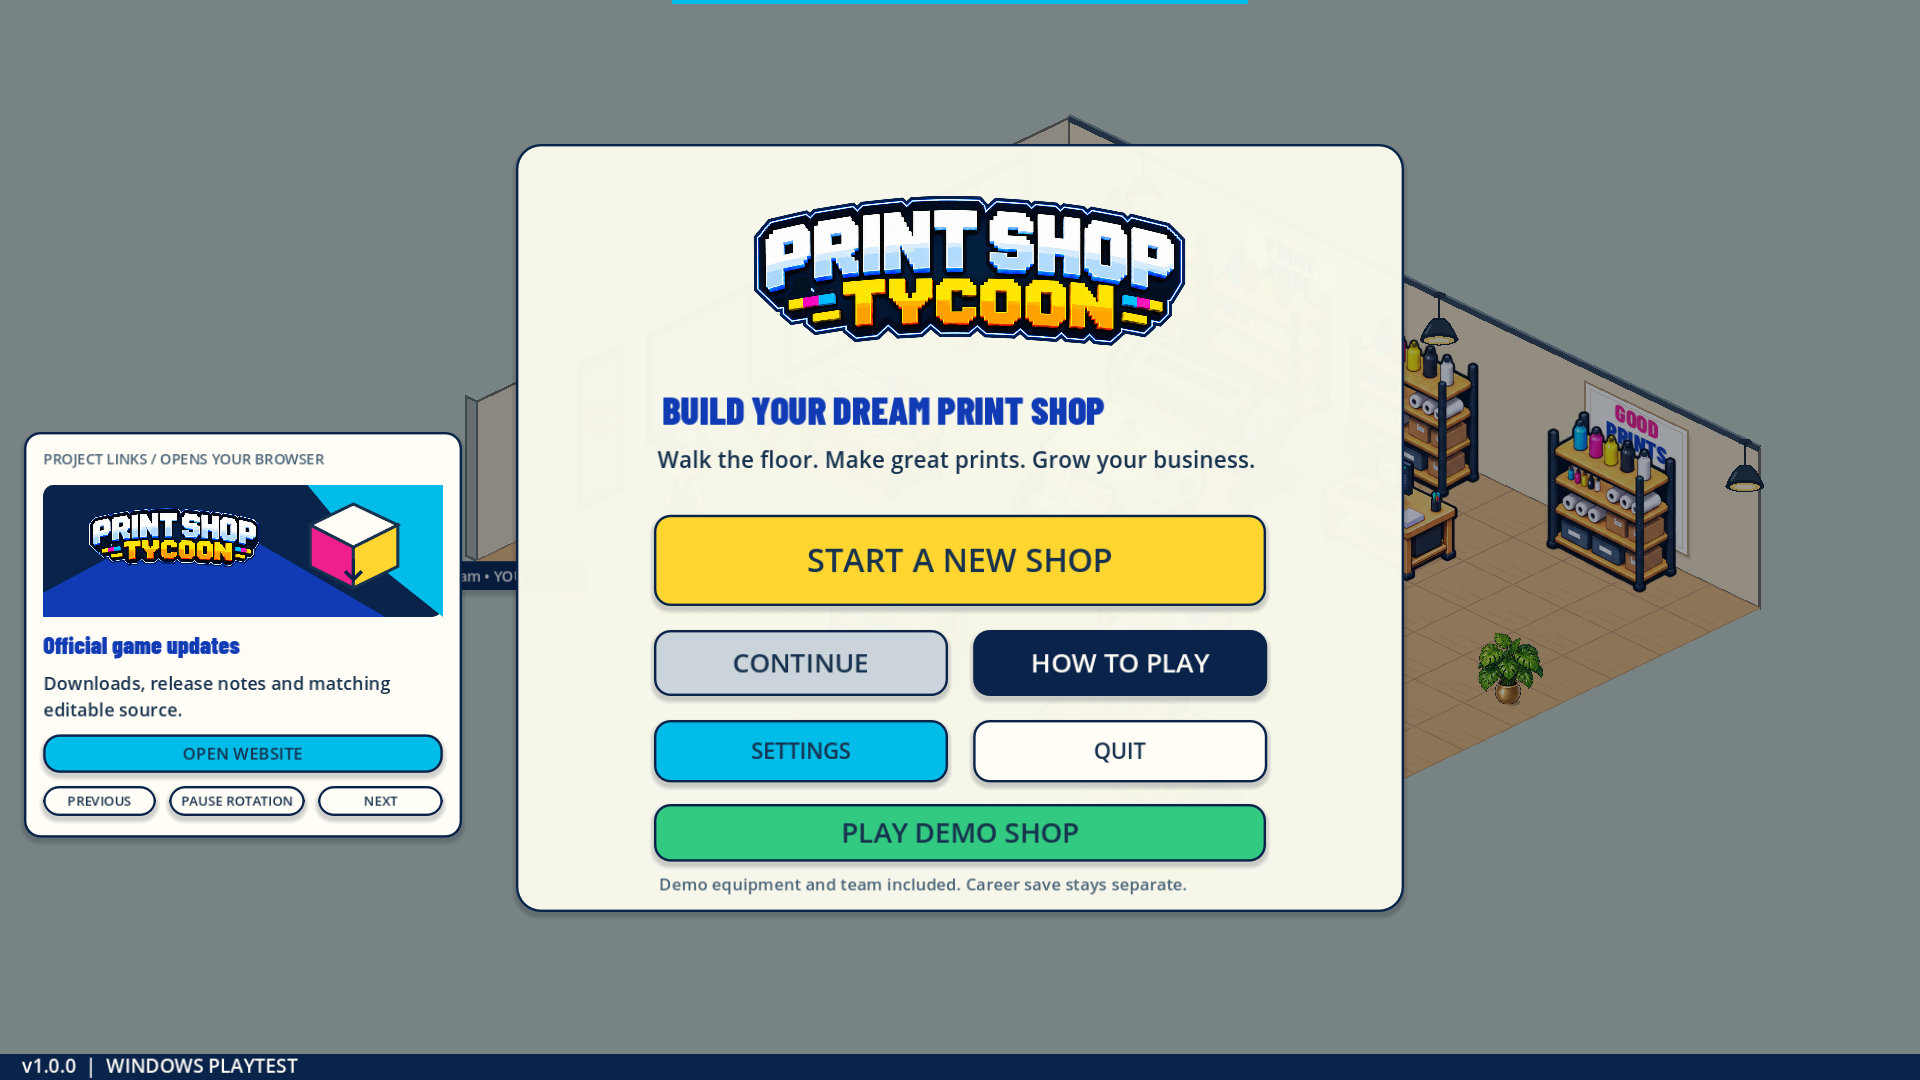 PRINT SHOP
TYCOON
BUILD YOUR DREAM PRINT SHOP
Walk the floor. Make great prints. Grow your business.
START A NEW SHOP
CONTINUE
HOW TO PLAY
SETTINGS
QUIT
PLAY DEMO SHOP
Demo equipment and team included. Career save stays separate.
PROJECT LINKS / OPENS YOUR BROWSER
PRINT SHOP
TYCOON
Official game updates
Downloads, release notes and matching
editable source.
OPEN WEBSITE
PREVIOUS
PAUSE ROTATION
NEXT
GOOD
PRINTS
v1.0.0 | WINDOWS PLAYTEST